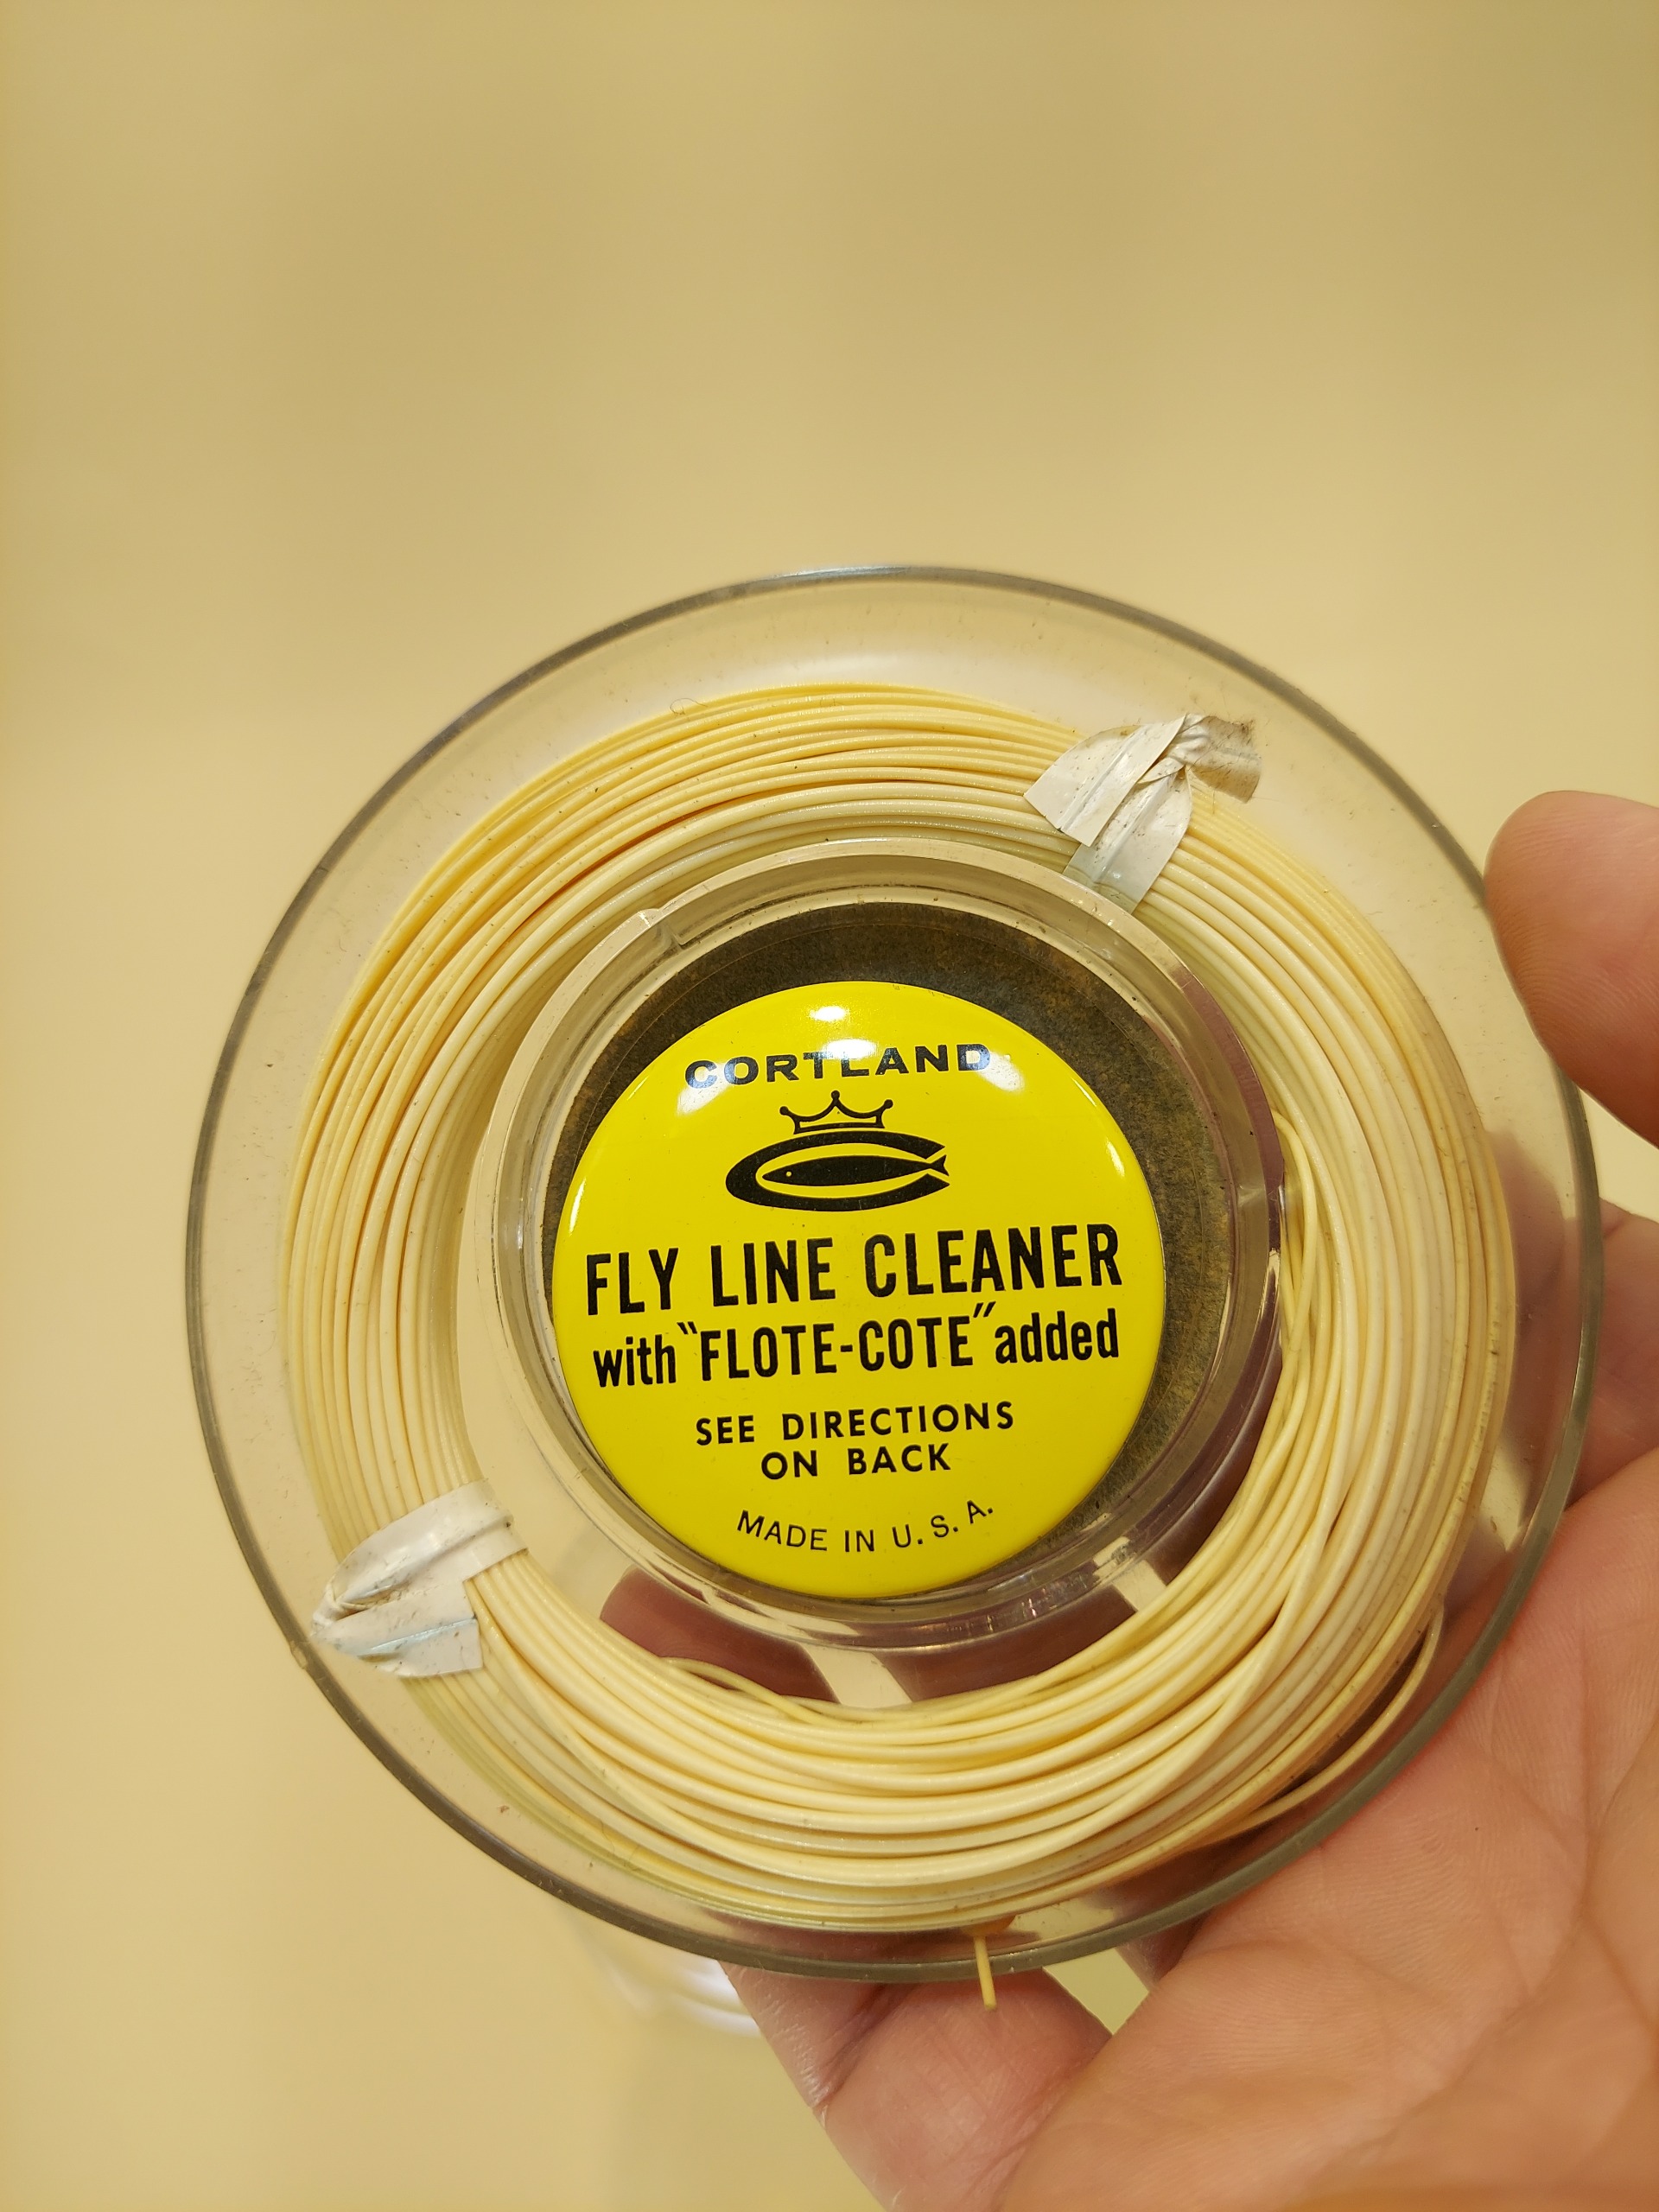 CORTLAND
FLY LINE CLEANER
with "FLOTE-COTE" added
SEE DIRECTIONS
ON BACK
MADE IN U. S. A.